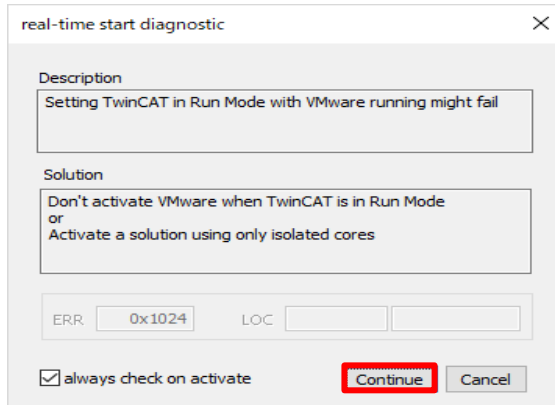 real-time start diagnostic
Description
Setting TwinCAT in Run Mode with VMware running might fail
Solution
Don't activate VMware when TwinCAT is in Run Mode
or
Activate a solution using only isolated cores
ERR 0x1024 LOC
always check on activate Continue Cancel